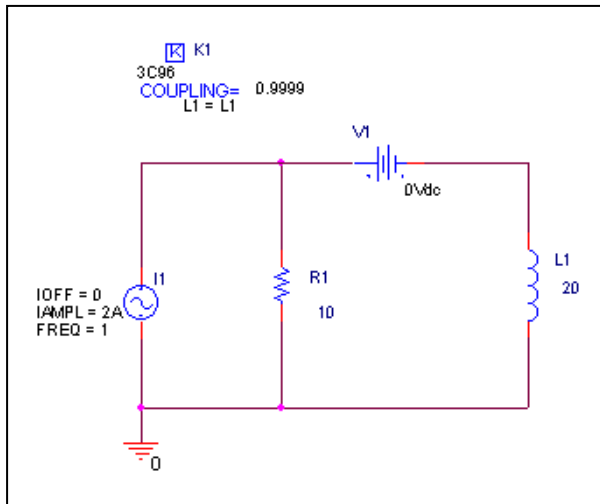 K K1
3C96
COUPLING= 0.9999
L1 = L1
V1
0Vdc
L1
20
I1
IOFF = 0
IAMPL = 2A
FREQ = 1
R1
10
0